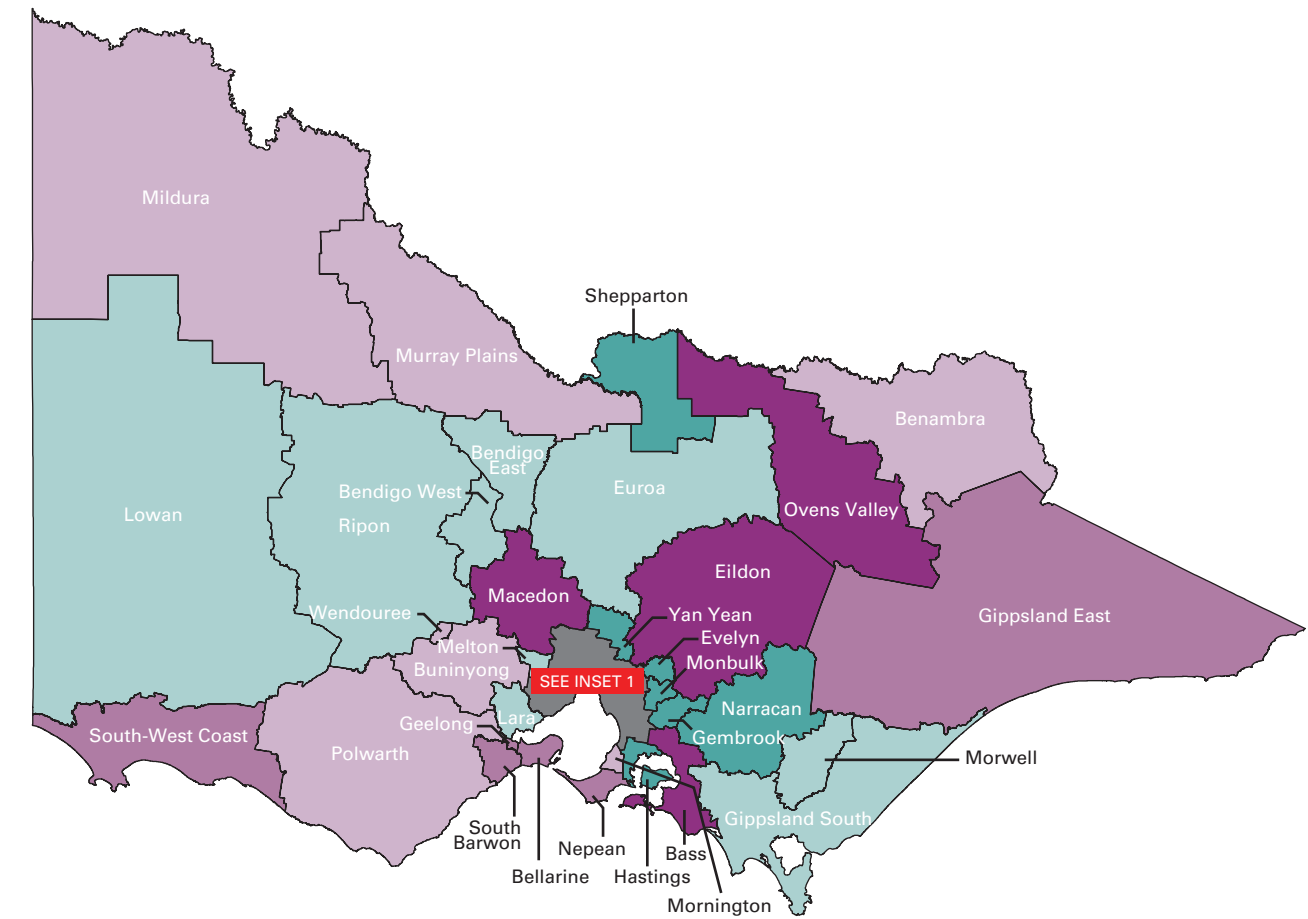 Mildura
Shepparton
Murray Plains
Benambra
Bendigo
East
Euroa
Bendigo West
Lowan
Ripon
Ovens Valley
Eildon
Macedon
Wendouree
Yan Yean
Gippsland East
Evelyn
Melton
Monbulk
Buninyong
SEE INSET 1
Narracan
Lara
Geelong
South-West Coast
Gembrook
Polwarth
Morwell
Gippsland South
South
Barwon
Nepean
Bass
Bellarine
Hastings
Mornington